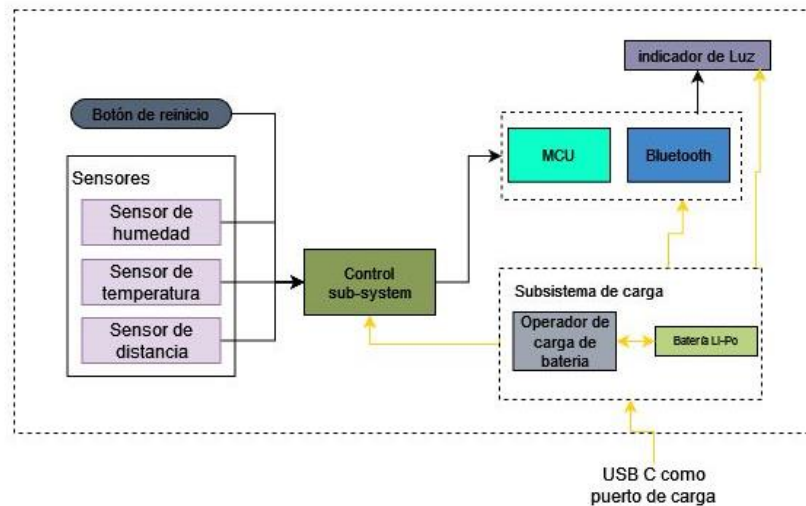 indicador de Luz
Botón de reinicio
MCU
Bluetooth
Sensores
Sensor de
humedad
Sensor de
temperatura
Sensor de
distancia
Control
sub-system
Subsistema de carga
Operador de
carga de
bateria
Batería LI-Po
USB C como
puerto de carga